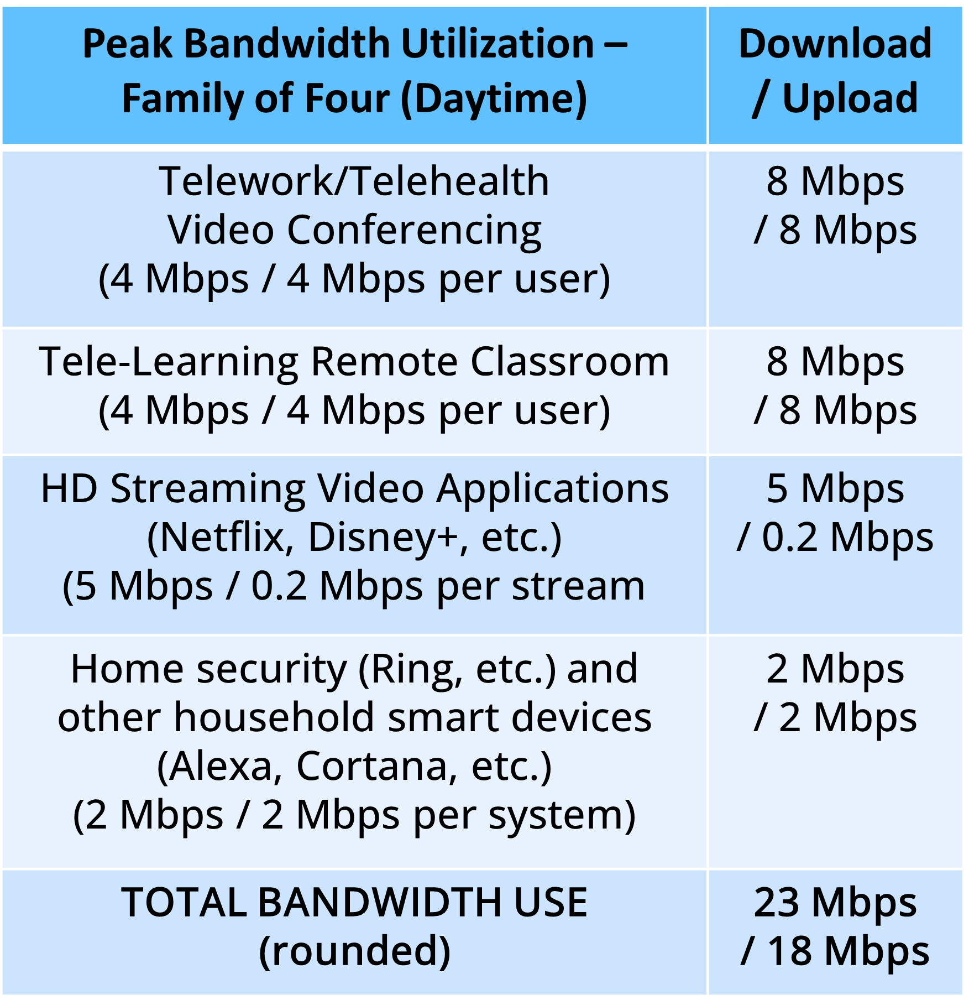 Peak Bandwidth Utilization –
Family of Four (Daytime)
Download
/ Upload
Telework/Telehealth
Video Conferencing
(4 Mbps / 4 Mbps per user)
8 Mbps
/ 8 Mbps
Tele-Learning Remote Classroom
(4 Mbps / 4 Mbps per user)
8 Mbps
/ 8 Mbps
HD Streaming Video Applications
(Netflix, Disney+, etc.)
(5 Mbps / 0.2 Mbps per stream
5 Mbps
/ 0.2 Mbps
Home security (Ring, etc.) and
other household smart devices
(Alexa, Cortana, etc.)
(2 Mbps / 2 Mbps per system)
2 Mbps
/ 2 Mbps
TOTAL BANDWIDTH USE
(rounded)
23 Mbps
/ 18 Mbps